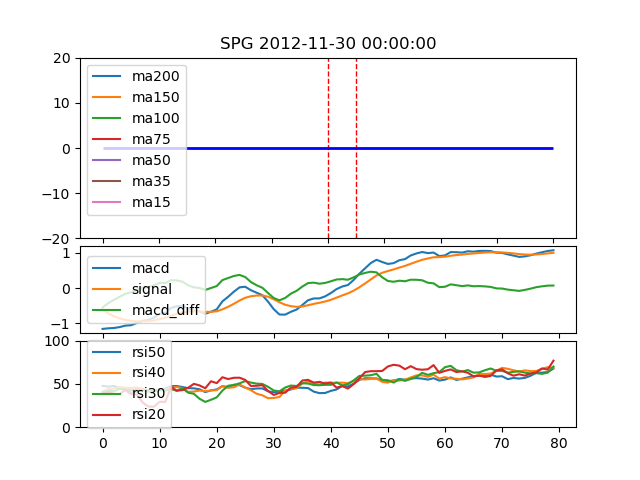 SPG 2012-11-30 00:00:00
20
10
0
−10
−20
ma200
ma150
ma100
ma75
ma50
ma35
ma15
1
0
−1
macd
signal
macd_diff
100
50
0
rsi50
rsi40
rsi30
rsi20
0 10 20 30 40 50 60 70 80